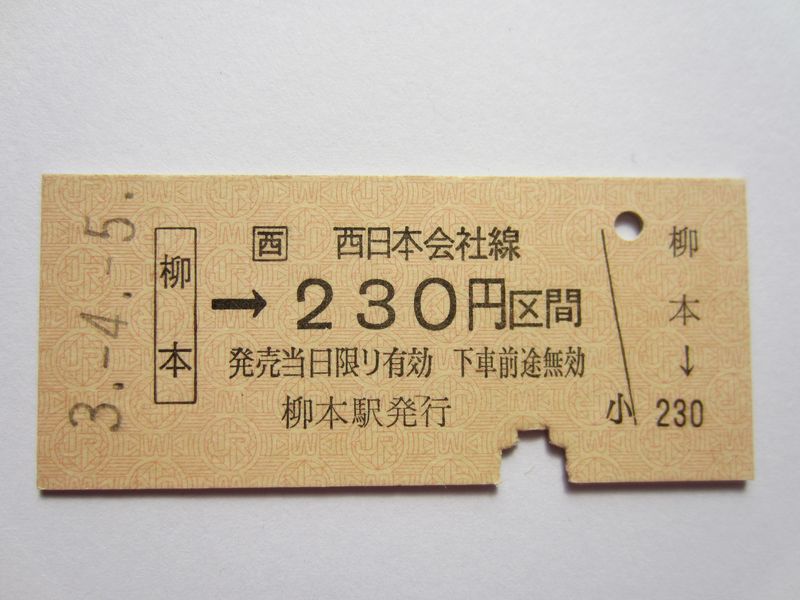 3.-4.-5.
柳本
西 西日本会社線
→230円区間
発売当日限り有効 下車前途無効
柳本駅発行
小
柳本↓
230